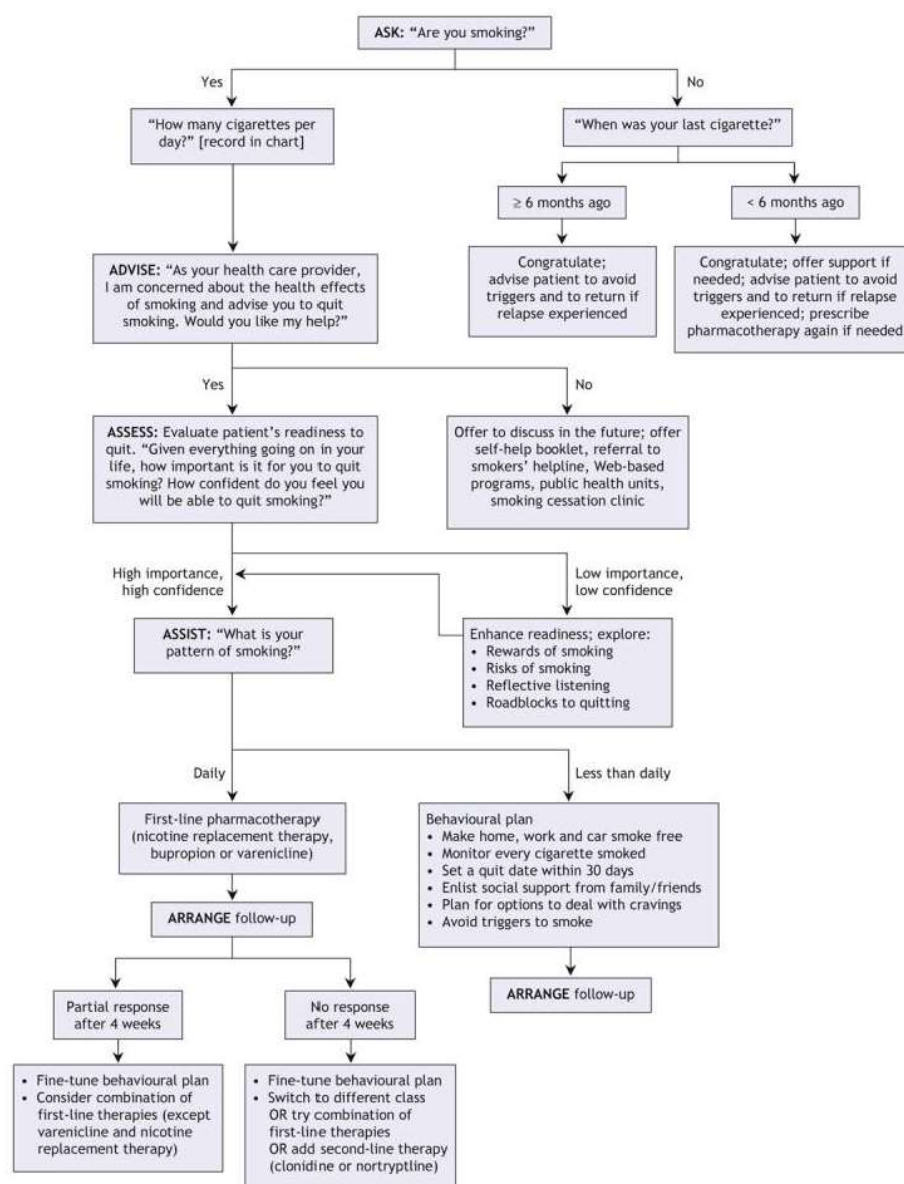 ASK: “Are you smoking?”
Yes
No
“How many cigarettes per
day?” [record in chart]
“When was your last cigarette?”
≥ 6 months ago
< 6 months ago
Congratulate;
advise patient to avoid
triggers and to return if
relapse experienced
Congratulate; offer support if
needed; advise patient to avoid
triggers and to return if relapse
experienced; prescribe
pharmacotherapy again if needed
ADVISE: “As your health care provider,
I am concerned about the health effects
of smoking and advise you to quit
smoking. Would you like my help?”
Yes
No
ASSESS: Evaluate patient’s readiness to
quit. “Given everything going on in your
life, how important is it for you to quit
smoking? How confident do you feel you
will be able to quit smoking?”
Offer to discuss in the future; offer
self-help booklet, referral to
smokers’ helpline, Web-based
programs, public health units,
smoking cessation clinic
High importance,
high confidence
Low importance,
low confidence
ASSIST: “What is your
pattern of smoking?”
Enhance readiness; explore:
• Rewards of smoking
• Risks of smoking
• Reflective listening
• Roadblocks to quitting
Daily
Less than daily
First-line pharmacotherapy
(nicotine replacement therapy,
bupropion or varenicline)
Behavioural plan
• Make home, work and car smoke free
• Monitor every cigarette smoked
• Set a quit date within 30 days
• Enlist social support from family/friends
• Plan for options to deal with cravings
• Avoid triggers to smoke
ARRANGE follow-up
ARRANGE follow-up
Partial response
after 4 weeks
No response
after 4 weeks
• Fine-tune behavioural plan
• Consider combination of
first-line therapies (except
varenicline and nicotine
replacement therapy)
• Fine-tune behavioural plan
• Switch to different class
OR try combination of
first-line therapies
OR add second-line therapy
(clonidine or nortryptline)